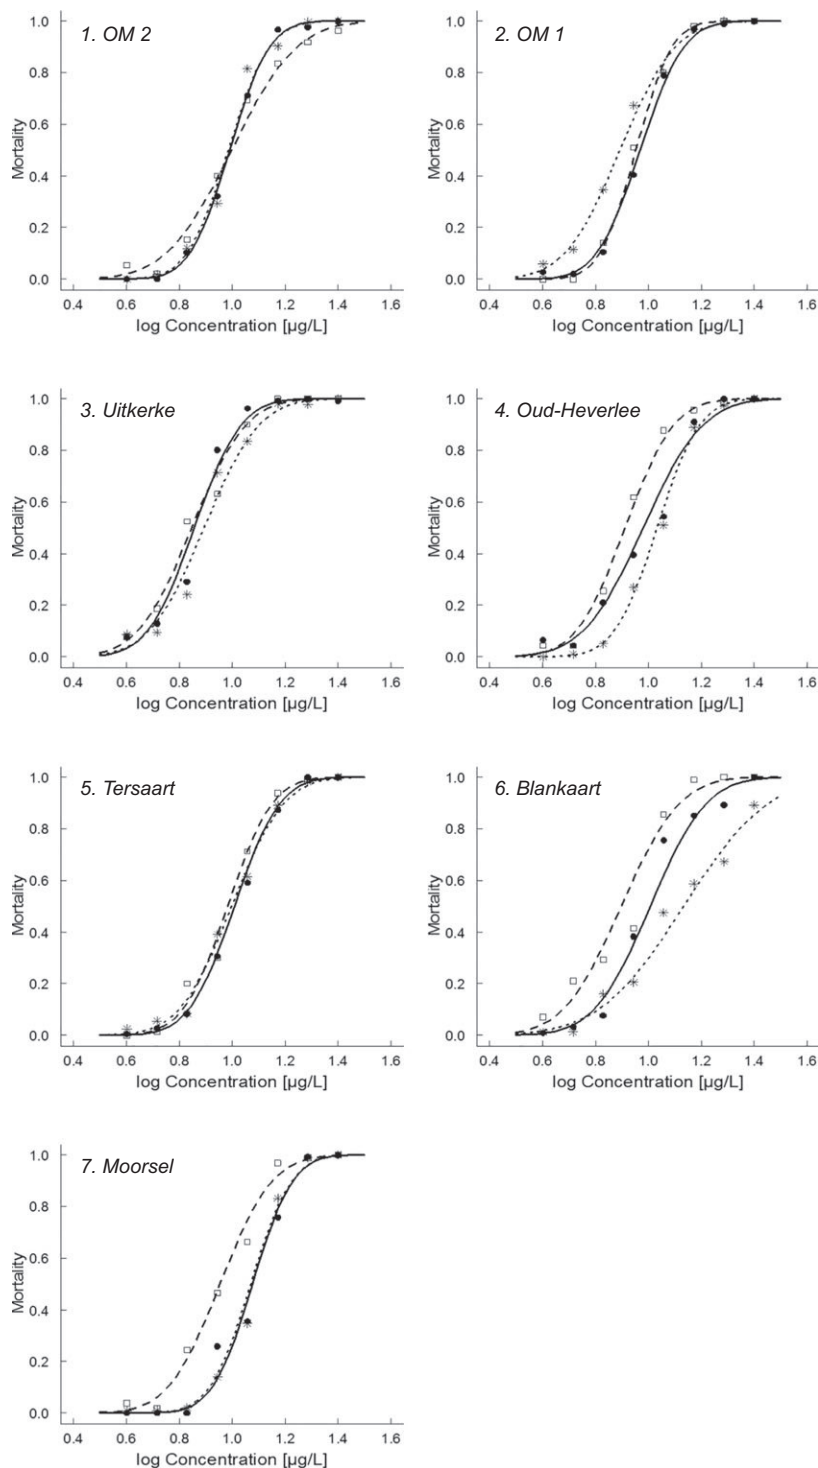 1. OM 2
Mortality
1.0
0.8
0.6
0.4
0.2
0.0
0.4 0.6 0.8 1.0 1.2 1.4 1.6
log Concentration [µg/L]
2. OM 1
Mortality
1.0
0.8
0.6
0.4
0.2
0.0
0.4 0.6 0.8 1.0 1.2 1.4 1.6
log Concentration [µg/L]
3. Uitkerke
Mortality
1.0
0.8
0.6
0.4
0.2
0.0
0.4 0.6 0.8 1.0 1.2 1.4 1.6
log Concentration [µg/L]
4. Oud-Heverlee
Mortality
1.0
0.8
0.6
0.4
0.2
0.0
0.4 0.6 0.8 1.0 1.2 1.4 1.6
log Concentration [µg/L]
5. Tersaart
Mortality
1.0
0.8
0.6
0.4
0.2
0.0
0.4 0.6 0.8 1.0 1.2 1.4 1.6
log Concentration [µg/L]
6. Blankaart
Mortality
1.0
0.8
0.6
0.4
0.2
0.0
0.4 0.6 0.8 1.0 1.2 1.4 1.6
log Concentration [µg/L]
7. Moorsel
Mortality
1.0
0.8
0.6
0.4
0.2
0.0
0.4 0.6 0.8 1.0 1.2 1.4 1.6
log Concentration [µg/L]